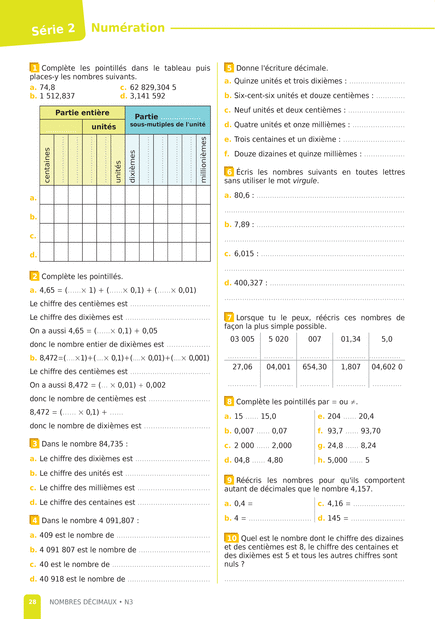 Série 2 Numération
1 Complète les pointillés dans le tableau puis
places-y les nombres suivants.
a. 74,8 c. 62 829,304 5
b. 1 512,837 d. 3,141 592
Partie entière Partie ....................
.................... unités sous-multiples de l'unité
centaines unités dixièmes millionièmes
a.
b.
c.
d.
2 Complète les pointillés.
a. 4,65 = (......× 1) + (......× 0,1) + (......× 0,01)
Le chiffre des centièmes est ....................
Le chiffre des dixièmes est ....................
On a aussi 4,65 = (......× 0,1) + 0,05
donc le nombre entier de dixièmes est ....................
b. 8,472=(....×1)+(... × 0,1)+(... × 0,01)+(... × 0,001)
Le chiffre des centièmes est ....................
On a aussi 8,472 = (... × 0,01) + 0,002
donc le nombre de centièmes est ....................
8,472 = (...... × 0,1) + ......
donc le nombre de dixièmes est ....................
3 Dans le nombre 84,735 :
a. Le chiffre des dixièmes est....................
b. Le chiffre des unités est ....................
c. Le chiffre des millièmes est ....................
d. Le chiffre des centaines est ....................
4 Dans le nombre 4 091,807 :
a. 409 est le nombre de ....................
b. 4 091 807 est le nombre de ....................
c. 40 est le nombre de ....................
d. 40 918 est le nombre de ....................
5 Donne l'écriture décimale.
a. Quinze unités et trois dixièmes : ....................
b. Six-cent-six unités et douze centièmes : ............
c. Neuf unités et deux centièmes : ....................
d. Quatre unités et onze millièmes : ....................
e. Trois centaines et un dixième : ....................
f. Douze dizaines et quinze millièmes : ...............
6 Écris les nombres suivants en toutes lettres
sans utiliser le mot virgule.
a. 80,6 : ....................
....................
b. 7,89 : ....................
....................
c. 6,015 : ....................
....................
d. 400,327 : ....................
....................
7 Lorsque tu le peux, réécris ces nombres de
façon la plus simple possible.
03 005 5 020 007 01,34 5,0
............ ............ ............ ............ ............
27,06 04,001 654,30 1,807 04,602 0
............ ............ ............ ............ ............
8 Complète les pointillés par = ou ≠.
a. 15 ...... 15,0 e. 204 ...... 20,4
b. 0,007 ...... 0,07 f. 93,7 ...... 93,70
c. 2 000 ...... 2,000 g. 24,8 ...... 8,24
d. 04,8 ...... 4,80 h. 5,000 ...... 5
9 Réécris les nombres pour qu'ils comportent
autant de décimales que le nombre 4,157.
a. 0,4 = .................... c. 4,16 = ....................
b. 4 = .................... d. 145 = ....................
10 Quel est le nombre dont le chiffre des dizaines
et des centièmes est 8, le chiffre des centaines et
des dixièmes est 5 et tous les autres chiffres sont
nuls ?
....................
28 NOMBRES DÉCIMAUX • N3